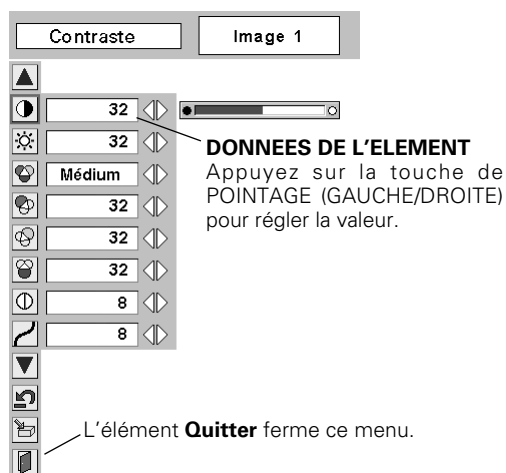 Contraste
Image 1
32
32
Médium
32
32
32
8
8
DONNEES DE L'ELEMENT
Appuyez sur la touche de
POINTAGE (GAUCHE/DROITE)
pour régler la valeur.
L'élément Quitter ferme ce menu.